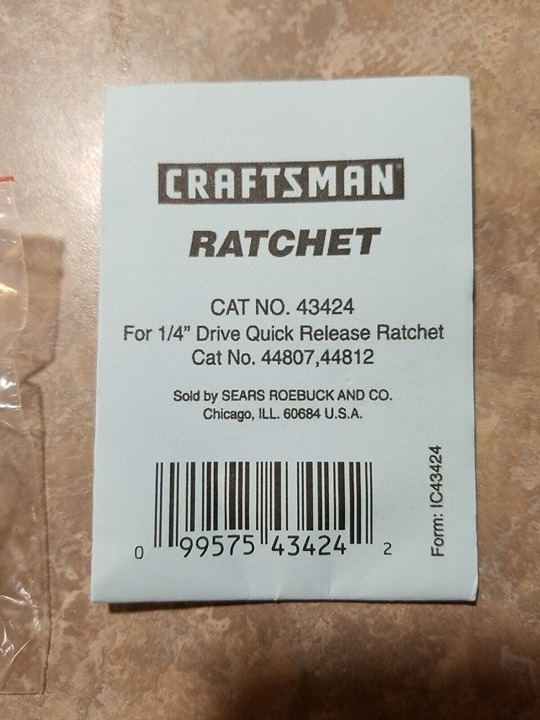 CRAFTSMAN
RATCHET
CAT NO. 43424
For 1/4” Drive Quick Release Ratchet
Cat No. 44807,44812
Sold by SEARS ROEBUCK AND CO.
Chicago, ILL. 60684 U.S.A.
Form: IC43424
0 99575 43424 2